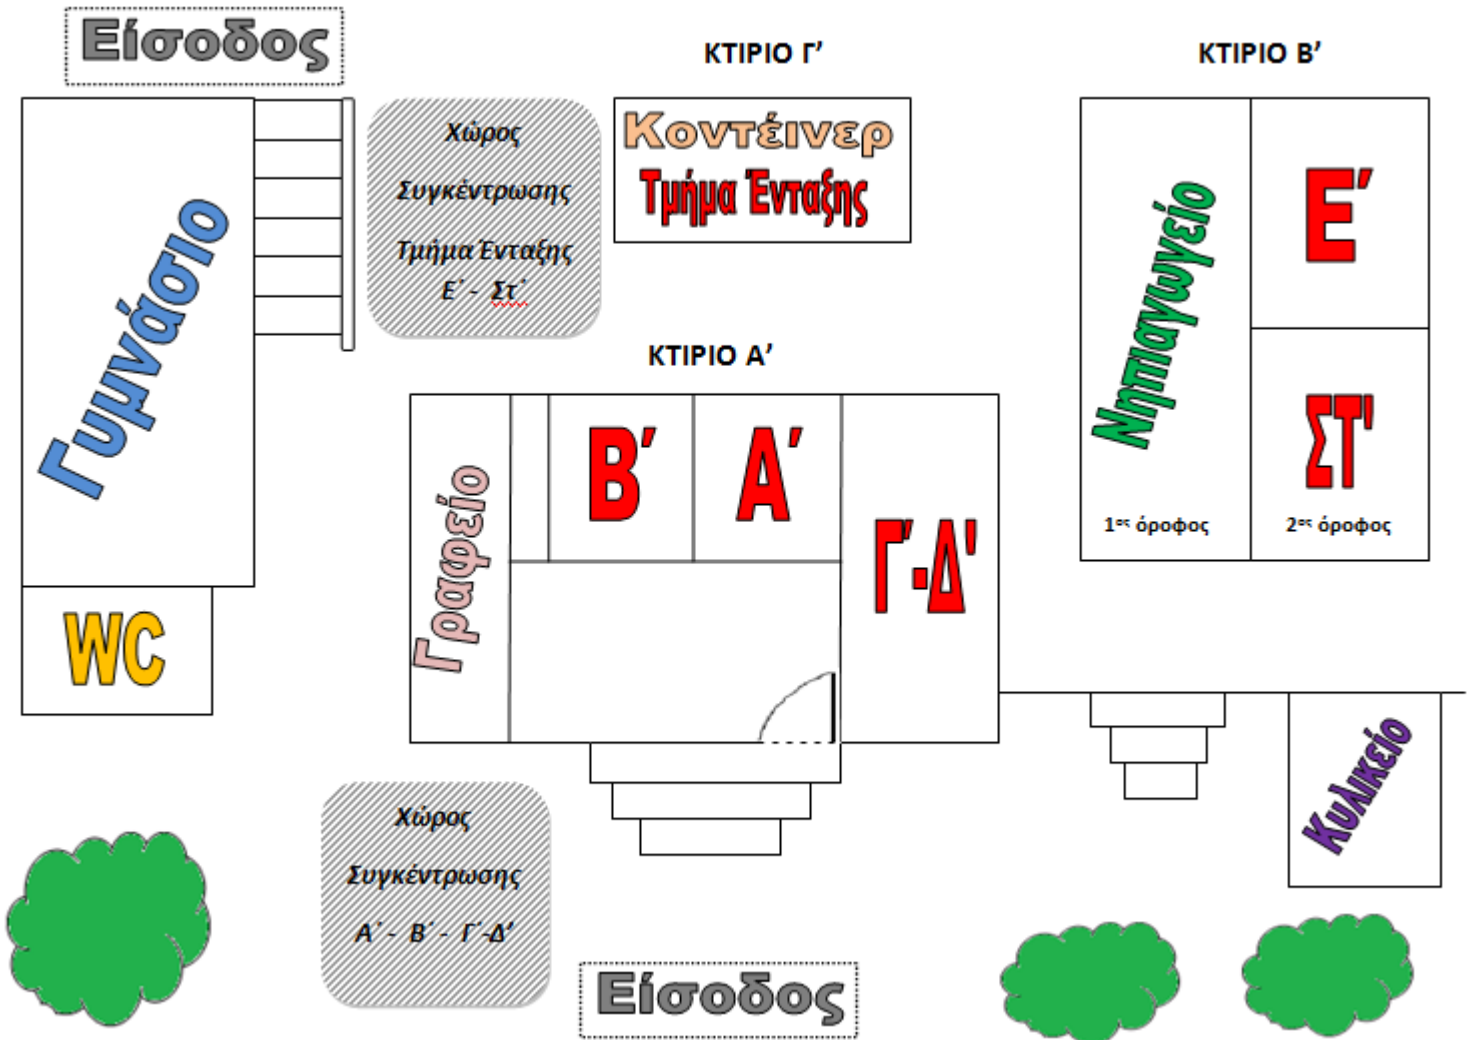 Είσοδος
ΚΤΙΡΙΟ Γ’
ΚΤΙΡΙΟ Β’
Χώρος
Συγκέντρωσης
Τμήμα Ένταξης
Ε΄ - Στ΄
Κοντέινερ
Τμήμα Ένταξης
Γυμνάσιο
Νηπιαγωγείο
1ος όροφος
Ε’
ΣΤ'
2ος όροφος
ΚΤΙΡΙΟ Α’
Γραφείο
Β’
Α’
Γ'-Δ'
WC
Κυλικείο
Χώρος
Συγκέντρωσης
Α΄ - Β΄ - Γ΄-Δ’
Είσοδος